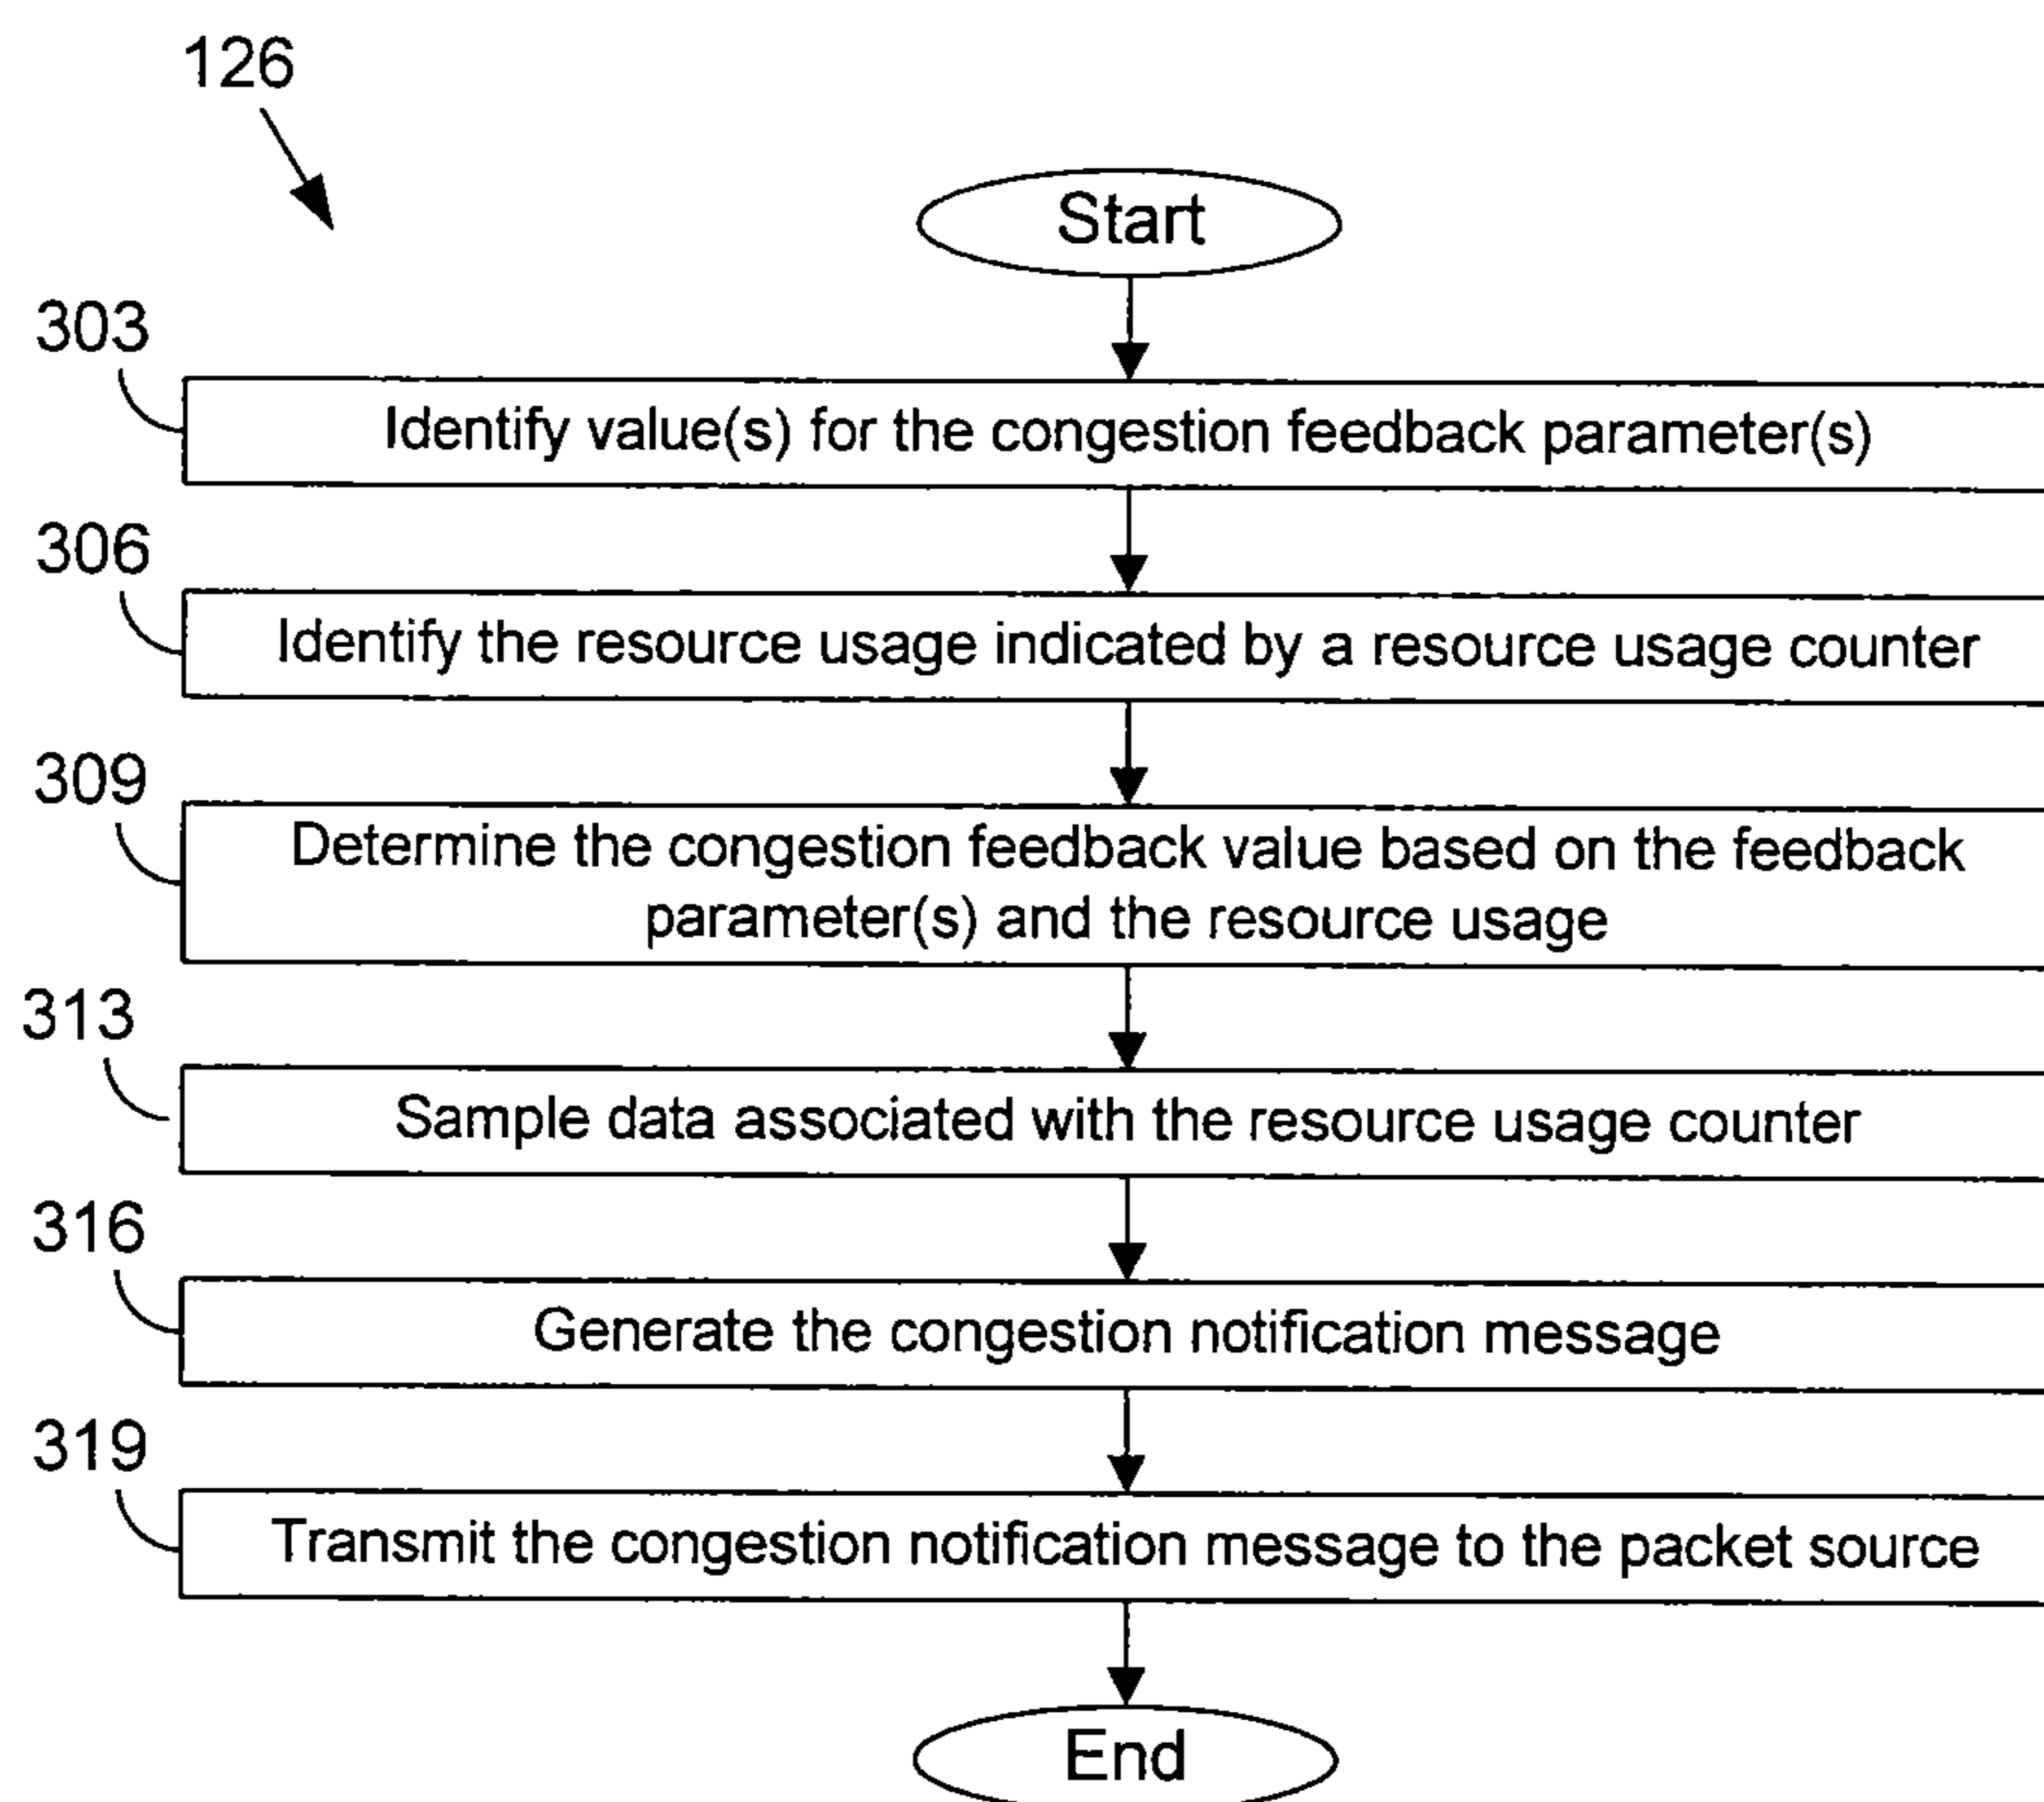 126
Start
303
Identify value(s) for the congestion feedback parameter(s)
306
Identify the resource usage indicated by a resource usage counter
309
Determine the congestion feedback value based on the feedback
parameter(s) and the resource usage
313
Sample data associated with the resource usage counter
316
Generate the congestion notification message
319
Transmit the congestion notification message to the packet source
End